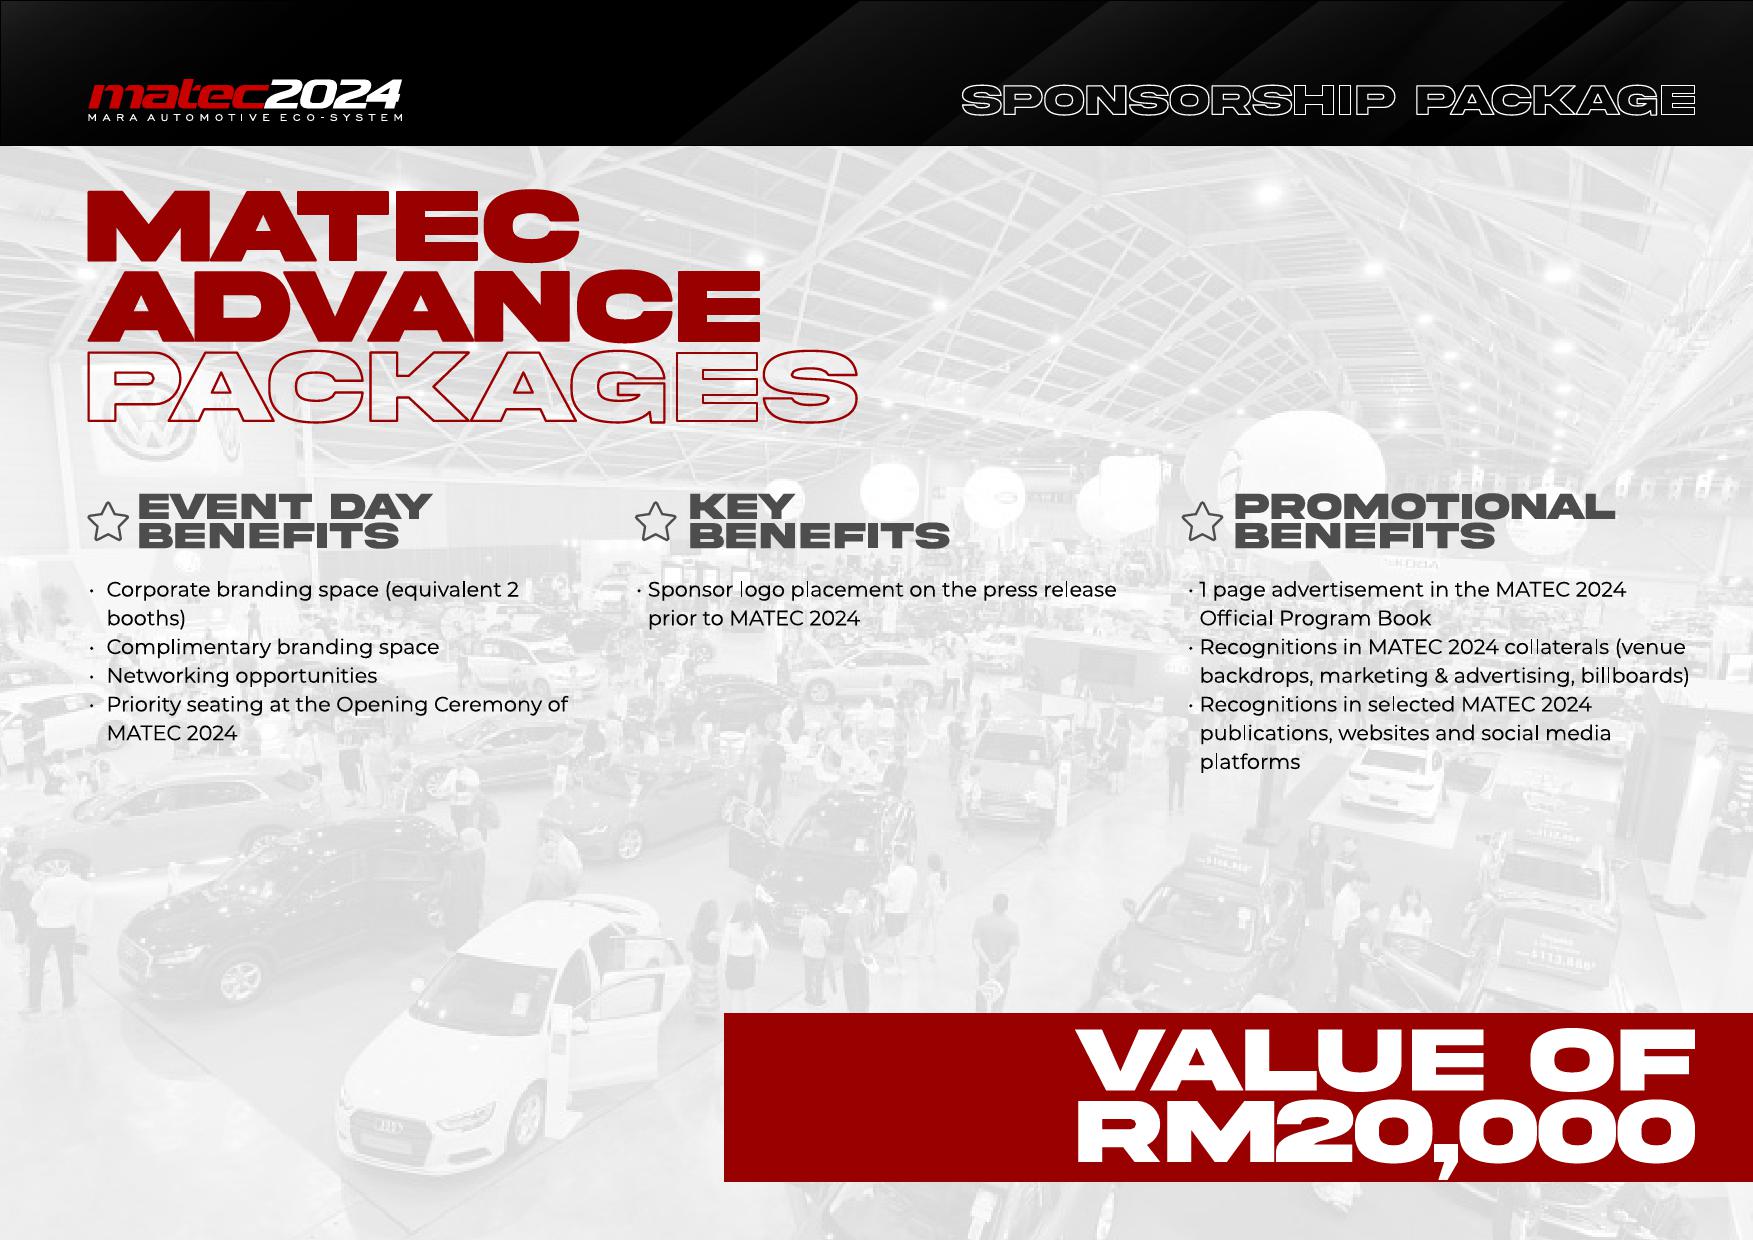 matec2024
MARA AUTOMOTIVE ECO-SYSTEM
SPONSORSHIP PACKAGE
MATEC
ADVANCE
PACKAGES
EVENT DAY
BENEFITS
· Corporate branding space (equivalent 2
booths)
· Complimentary branding space
· Networking opportunities
· Priority seating at the Opening Ceremony of
MATEC 2024
KEY
BENEFITS
· Sponsor logo placement on the press release
prior to MATEC 2024
PROMOTIONAL
BENEFITS
· 1 page advertisement in the MATEC 2024
Official Program Book
· Recognitions in MATEC 2024 collaterals (venue
backdrops, marketing & advertising, billboards)
· Recognitions in selected MATEC 2024
publications, websites and social media
platforms
VALUE OF
RM20,000